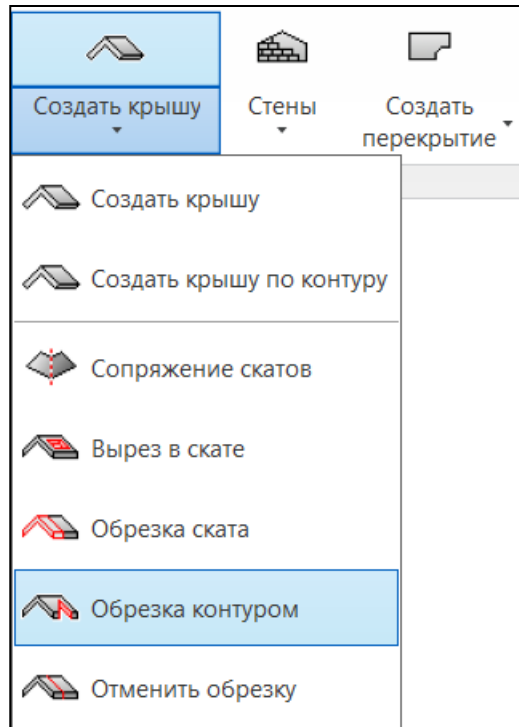 Создать крышу
Стены
Создать
перекрытие
Создать крышу
Создать крышу по контуру
Сопряжение скатов
Вырез в скате
Обрезка ската
Обрезка контуром
Отменить обрезку